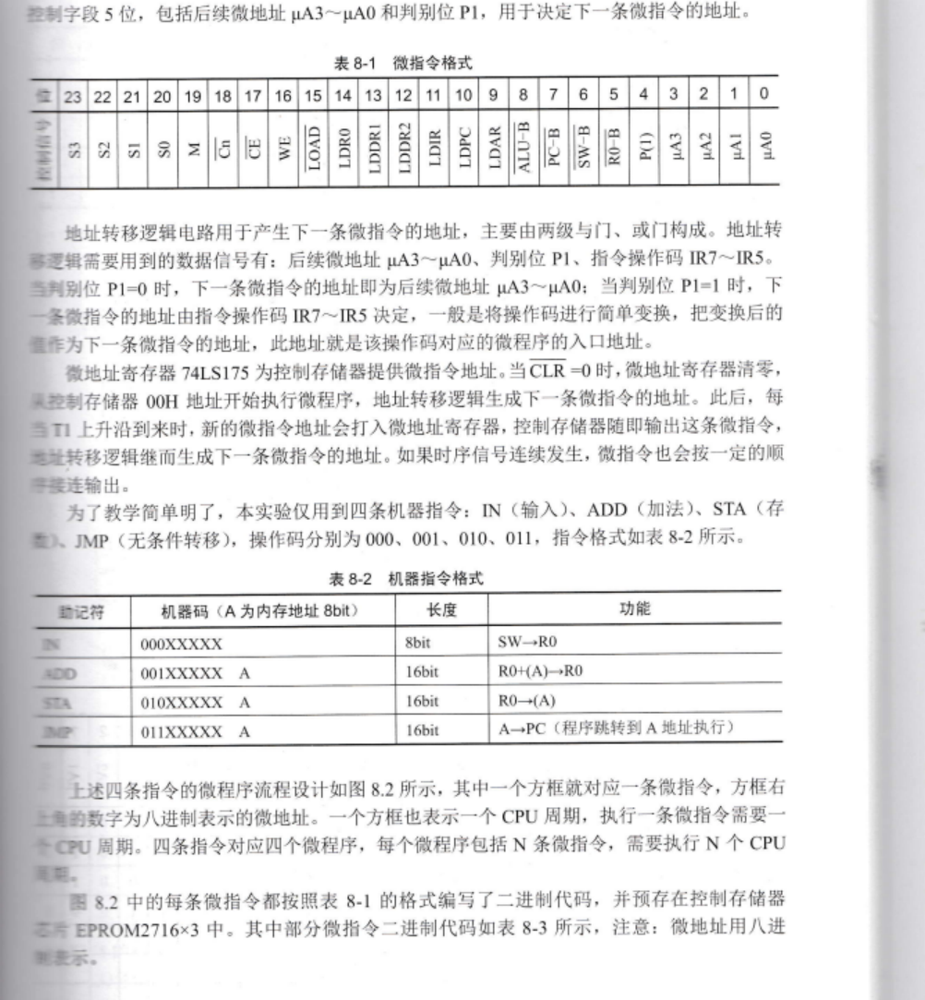 控制字段 5 位，包括后续微地址 μA3～μA0 和判别位 P1，用于决定下一条微指令的地址。
表 8-1 微指令格式
位 23 22 21 20 19 18 17 16 15 14 13 12 11 10 9 8 7 6 5 4 3 2 1 0
控制信号 S3 S2 S1 S0 M C̅n̅ C̅E̅ WE L̅O̅A̅D̅ LDR0 LDDR1 LDDR2 LDIR LDPC LDAR A̅L̅U̅-̅B̅ P̅C̅-̅B̅ S̅W̅-̅B̅ R̅0̅-̅B̅ P(1) μA3 μA2 μA1 μA0
地址转移逻辑电路用于产生下一条微指令的地址，主要由两级与门、或门构成。地址转
移逻辑需要用到的数据信号有：后续微地址 μA3～μA0、判别位 P1、指令操作码 IR7～IR5。
当判别位 P1=0 时，下一条微指令的地址即为后续微地址 μA3～μA0；当判别位 P1=1 时，下
一条微指令的地址由指令操作码 IR7～IR5 决定，一般是将操作码进行简单变换，把变换后的
值作为下一条微指令的地址，此地址就是该操作码对应的微程序的入口地址。
微地址寄存器 74LS175 为控制存储器提供微指令地址。当 C̅L̅R̅ =0 时，微地址寄存器清零，
从控制存储器 00H 地址开始执行微程序，地址转移逻辑生成下一条微指令的地址。此后，每
当 T1 上升沿到来时，新的微指令地址会打入微地址寄存器，控制存储器随即输出这条微指令，
地址转移逻辑继而生成下一条微指令的地址。如果时序信号连续发生，微指令也会按一定的顺
序接连输出。
为了教学简单明了，本实验仅用到四条机器指令：IN（输入）、ADD（加法）、STA（存
数）、JMP（无条件转移），操作码分别为 000、001、010、011，指令格式如表 8-2 所示。
表 8-2 机器指令格式
助记符 机器码（A 为内存地址 8bit） 长度 功能
IN 000XXXXX 8bit SW→R0
ADD 001XXXXX A 16bit R0+(A)→R0
STA 010XXXXX A 16bit R0→(A)
JMP 011XXXXX A 16bit A→PC（程序跳转到 A 地址执行）
上述四条指令的微程序流程设计如图 8.2 所示，其中一个方框就对应一条微指令，方框右
上角的数字为八进制表示的微地址。一个方框也表示一个 CPU 周期，执行一条微指令需要一
个 CPU 周期。四条指令对应四个微程序，每个微程序包括 N 条微指令，需要执行 N 个 CPU
周期。
图 8.2 中的每条微指令都按照表 8-1 的格式编写了二进制代码，并预存在控制存储器
芯片 EPROM2716×3 中。其中部分微指令二进制代码如表 8-3 所示，注意：微地址用八进
制表示。